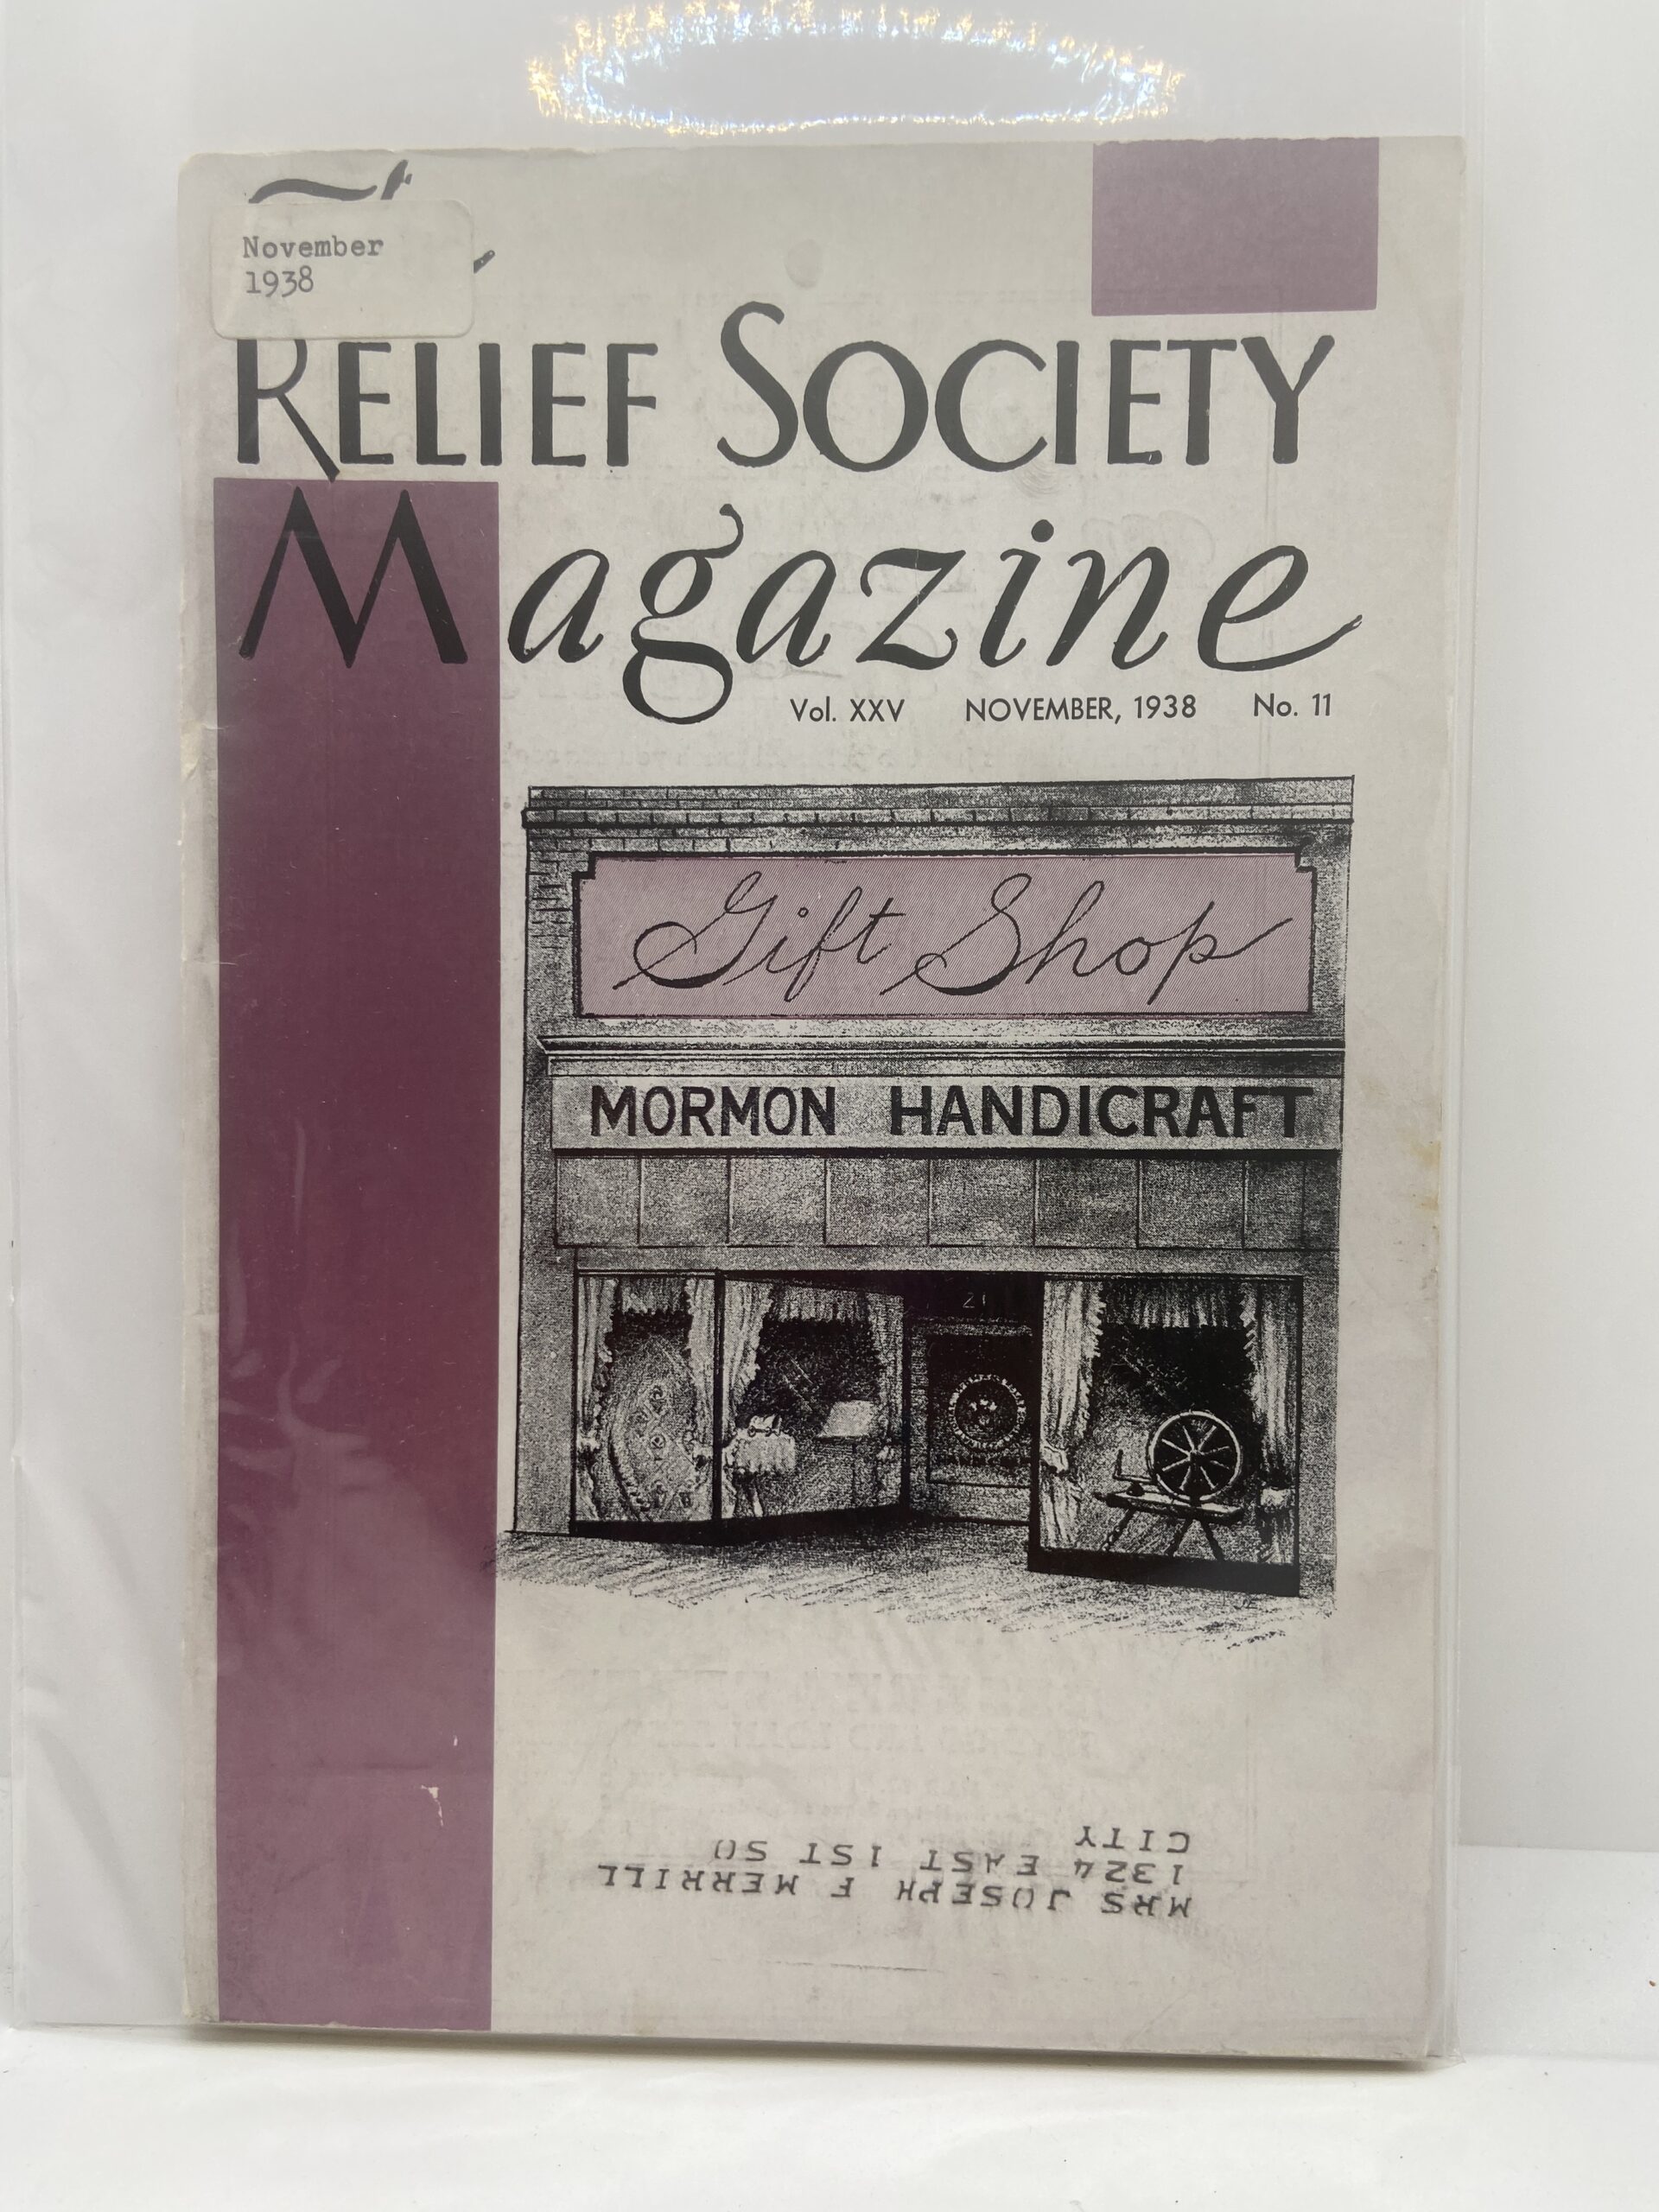 November
1938
RELIEF SOCIETY
Magazine
Vol. XXV NOVEMBER, 1938 No. 11
Gift Shop
MORMON HANDICRAFT
21
MRS JOSEPH F MERRILL
1324 EAST 1ST SO
CITY